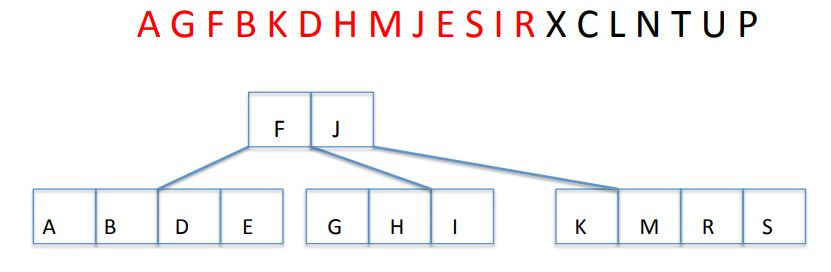 A G F B K D H M J E S I R X C L N T U P
F J
A B D E G H I K M R S